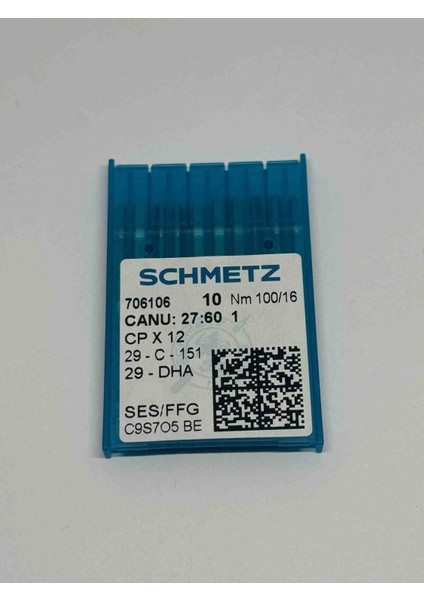 SCHMETZ
706106 10 Nm 100/16
CANU: 27:60 1
CP X 12
29 - C - 151
29 - DHA
SES/FFG
C9S7O5 BE